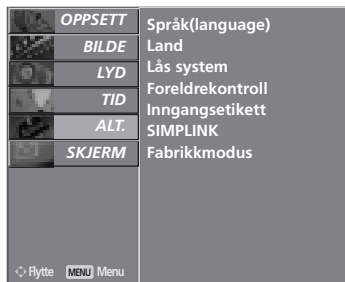 OPPSETT
BILDE
LYD
TID
ALT.
SKJERM
Språk(language)
Land
Lås system
Foreldrekontroll
Inngangsetikett
SIMPLINK
Fabrikkmodus
Flytte MENU Menu